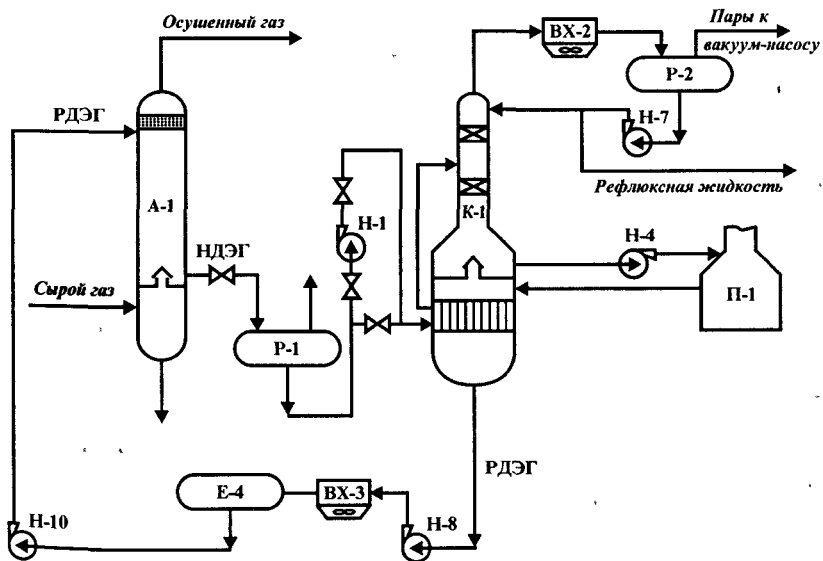 Осушенный газ
Пары к
вакуум-насосу
ВХ-2
Р-2
РДЭГ
Н-7
Рефлюксная жидкость
А-1
К-1
Н-1
Н-4
НДЭГ
Сырой газ
П-1
Р-1
РДЭГ
Е-4
ВХ-3
Н-10
Н-8